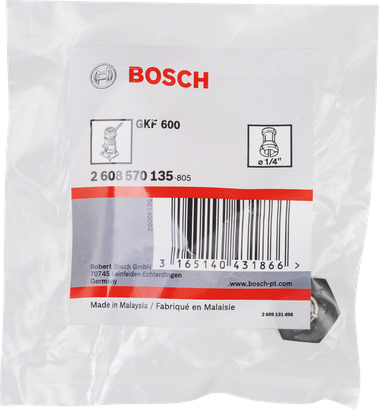 BOSCH
GKF 600
ø 1/4"
2 608 570 135-805
3 165140 431866 >
Robert Bosch GmbH
70745 Leinfelden-Echterdingen
Germany
www.bosch-pt.com
Made in Malaysia / Fabriqué en Malaisie